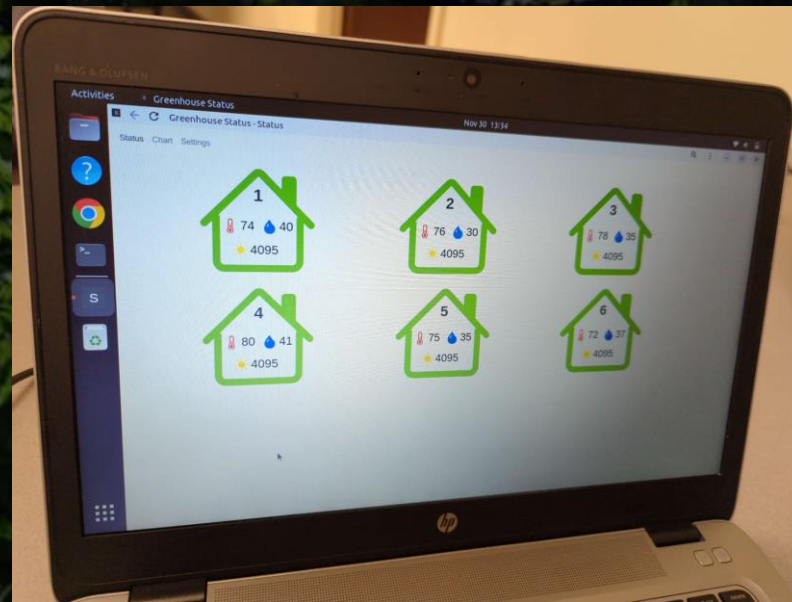 BANG & OLUFSEN
Activities
Greenhouse Status
Nov 30 13:34
Greenhouse Status - Status
Status Chart Settings
1
74 40
4095
2
76 30
4095
3
78 35
4095
4
80 41
4095
5
75 35
4095
6
72 37
4095
?
>_
S
hp